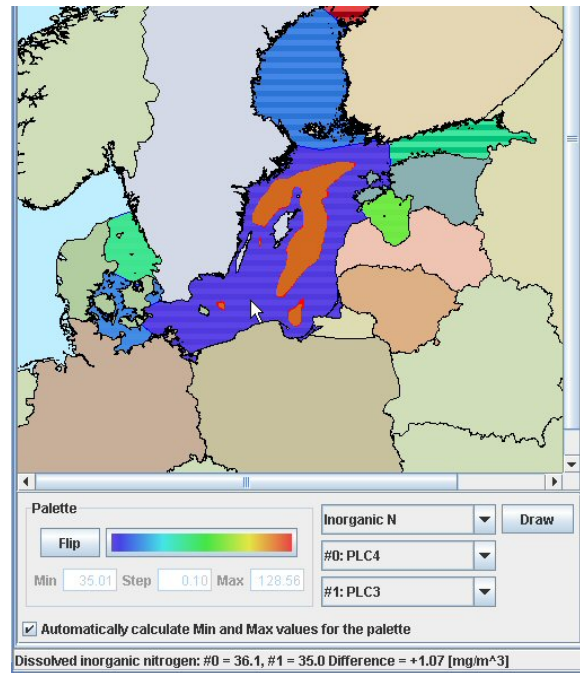 Palette
Flip
Min 35.01 Step 0.10 Max 128.56
Inorganic N
Draw
#0: PLC4
#1: PLC3
Automatically calculate Min and Max values for the palette
Dissolved inorganic nitrogen: #0 = 36.1, #1 = 35.0 Difference = +1.07 [mg/m^3]